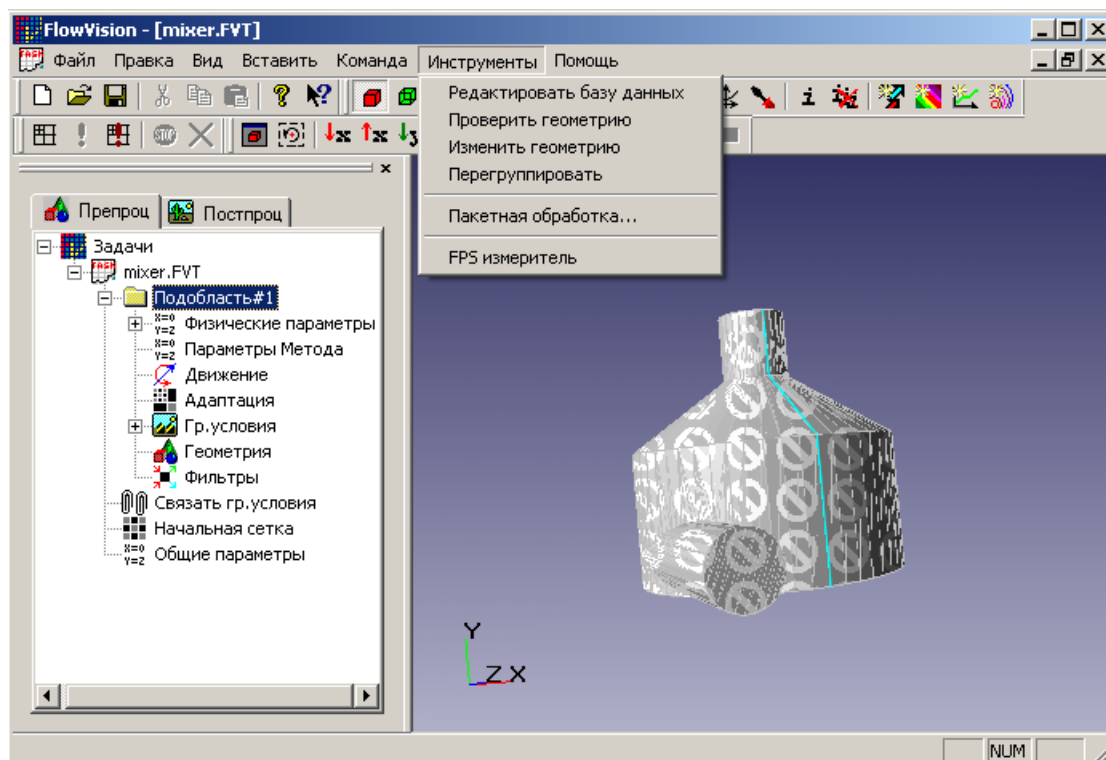 FlowVision - [mixer.FVT]
Файл Правка Вид Вставить Команда Инструменты Помощь
Редактировать базу данных
Проверить геометрию
Изменить геометрию
Перегруппировать
Пакетная обработка...
FPS измеритель
Препроц Постпроц
Задачи
mixer.FVT
Подобласть#1
Физические параметры
Параметры Метода
Движение
Адаптация
Гр.условия
Геометрия
Фильтры
Связать гр.условия
Начальная сетка
Общие параметры
Y
Z X
NUM